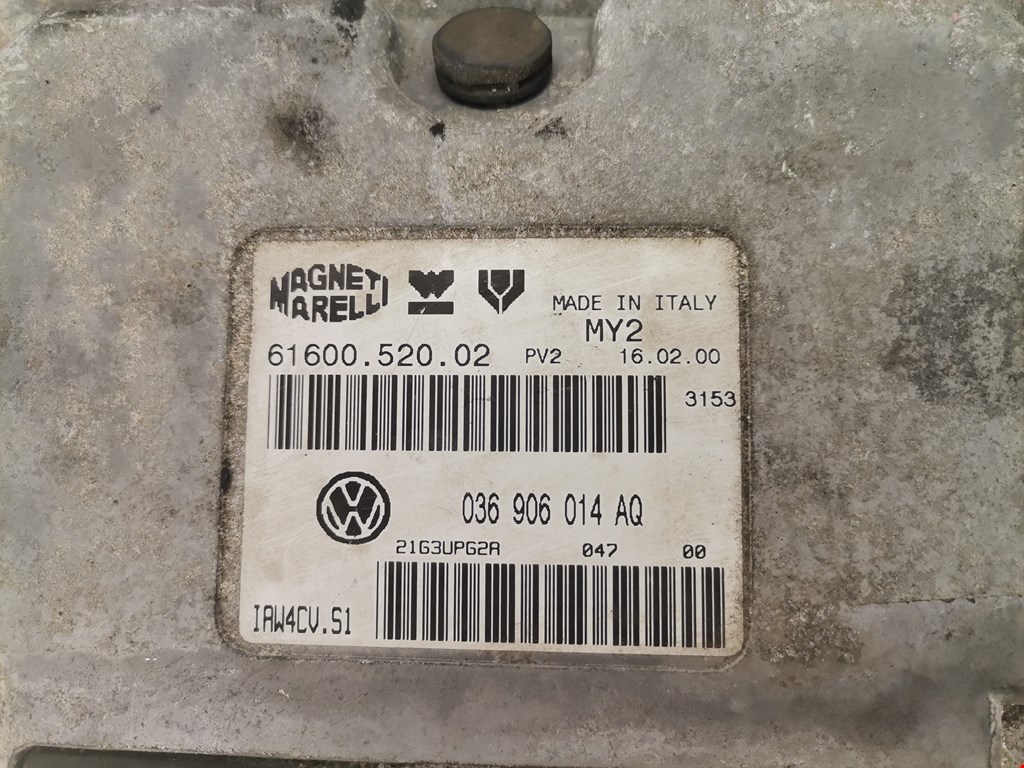 MAGNETI
MARELLI
MADE IN ITALY
MY2
61600.520.02 PV2 16.02.00
3153
036 906 014 AQ
21G3UPG2A 047 00
IAW4CV.S1